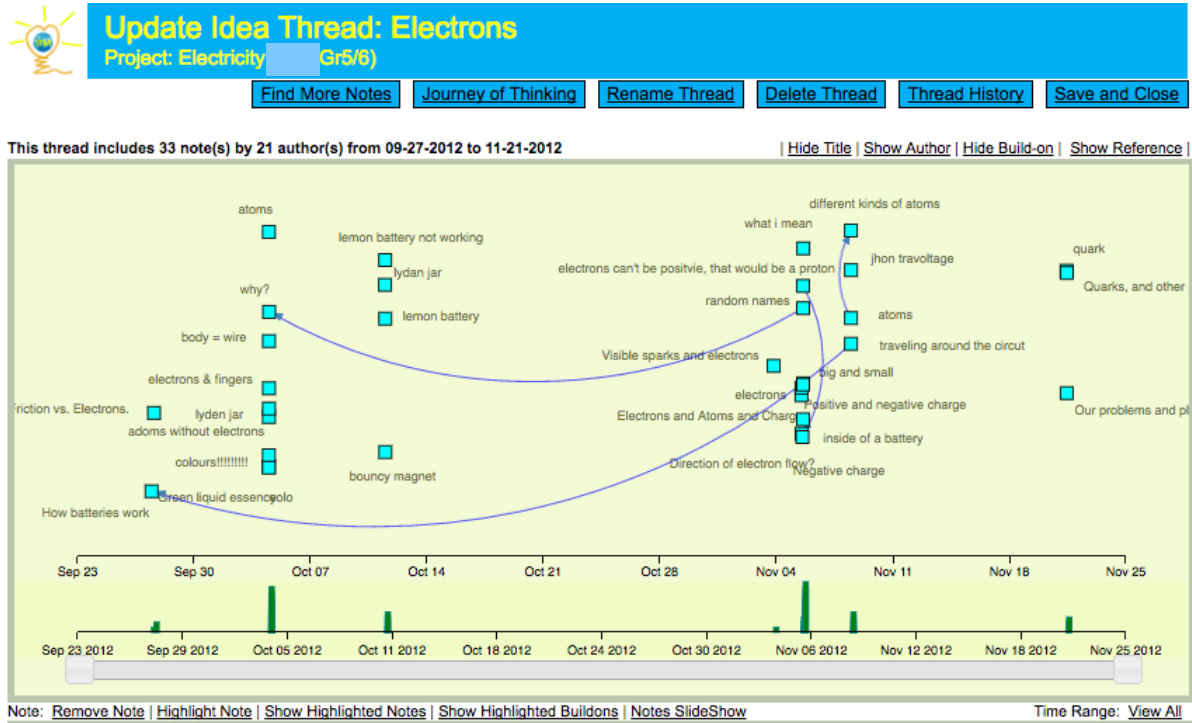 Update Idea Thread: Electrons
Project: Electricity Gr5/6)
Find More Notes Journey of Thinking Rename Thread Delete Thread Thread History Save and Close
This thread includes 33 note(s) by 21 author(s) from 09-27-2012 to 11-21-2012 | Hide Title | Show Author | Hide Build-on | Show Reference |
different kinds of atoms
atoms
what i mean
lemon battery not working
quark
jhon travoltage
electrons can't be positvie, that would be a proton
lydan jar
Quarks, and other
why?
random names
lemon battery
atoms
body = wire
traveling around the circut
Visible sparks and electrons
big and small
electrons & fingers
electrons
Positive and negative charge
Friction vs. Electrons.
lyden jar
Electrons and Atoms and Charg
Our problems and pl
adoms without electrons
inside of a battery
colours!!!!!!!!!
Direction of electron flow?
Negative charge
bouncy magnet
Green liquid essence
yolo
How batteries work
Sep 23 Sep 30 Oct 07 Oct 14 Oct 21 Oct 28 Nov 04 Nov 11 Nov 18 Nov 25
Sep 23 2012 Sep 29 2012 Oct 05 2012 Oct 11 2012 Oct 18 2012 Oct 24 2012 Oct 30 2012 Nov 06 2012 Nov 12 2012 Nov 18 2012 Nov 25 2012
Note: Remove Note | Highlight Note | Show Highlighted Notes | Show Highlighted Buildons | Notes SlideShow Time Range: View All